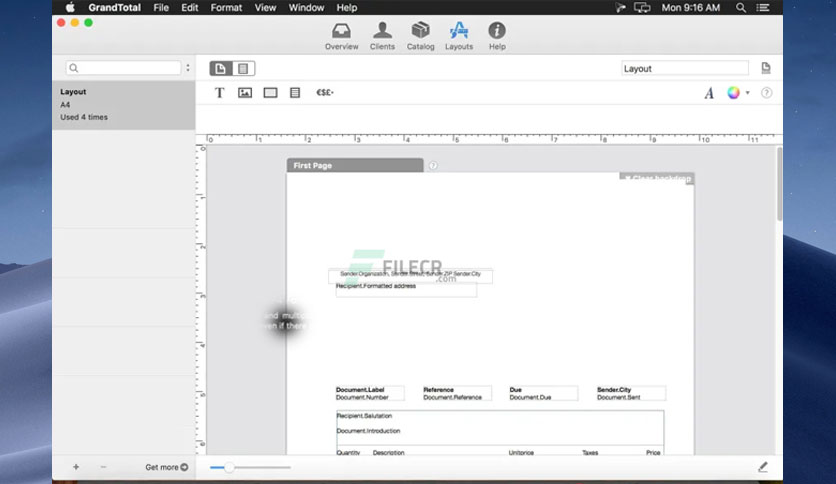 GrandTotal File Edit Format View Window Help Mon 9:16 AM
Overview Clients Catalog Layouts Help
Layout
Layout
A4
Used 4 times
T €$£ A
0 1 2 3 4 5 6 7 8 9 10 11
First Page
Clear backdrop
FILECR
.com
Sender.Organization, Sender.Street, Sender.ZIP Sender.City
Recipient.Formatted address
and multip
even if there
Document.Label Reference Due Sender.City
Document.Number Document.Reference Document.Due Document.Sent
Recipient.Salutation
Document.Introduction
Quantity Description Unitprice Taxes Price
+ − Get more